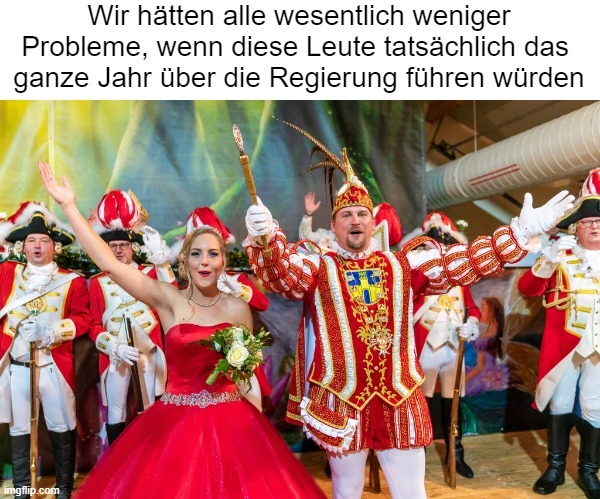 Wir hätten alle wesentlich weniger
Probleme, wenn diese Leute tatsächlich das
ganze Jahr über die Regierung führen würden
imgflip.com